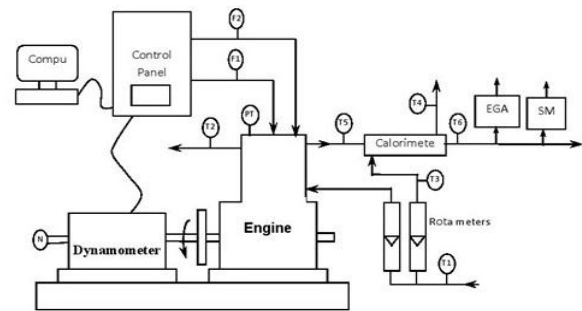 F2
Compu
Control
Panel
F1
T2
PT
T5
T4
Calorimete
T6
EGA
SM
T3
Engine
Rota meters
N
Dynamometer
T1